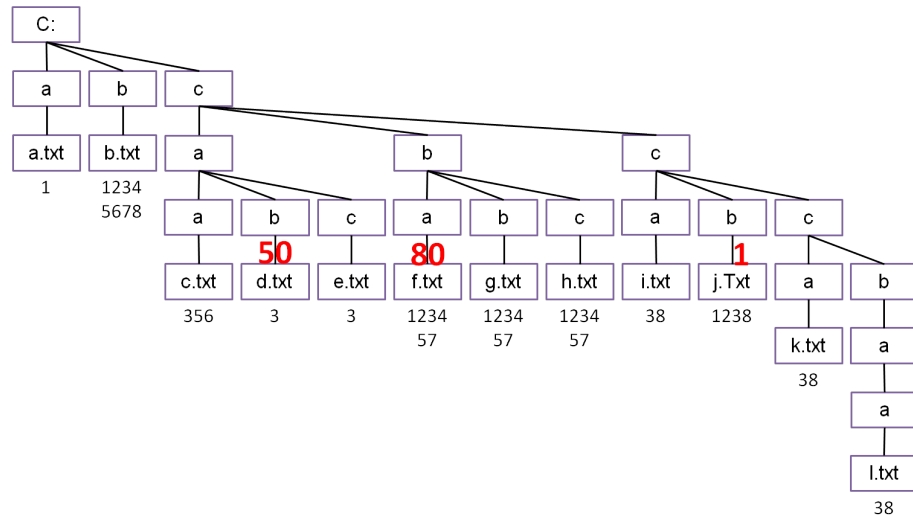 C:
a b c
a.txt b.txt a b c
1 1234
5678
a b c a b c a b c
50 80 1
c.txt d.txt e.txt f.txt g.txt h.txt i.txt j.Txt a b
356 3 3 1234 1234 1234 38 1238
57 57 57
k.txt a
38
a
l.txt
38